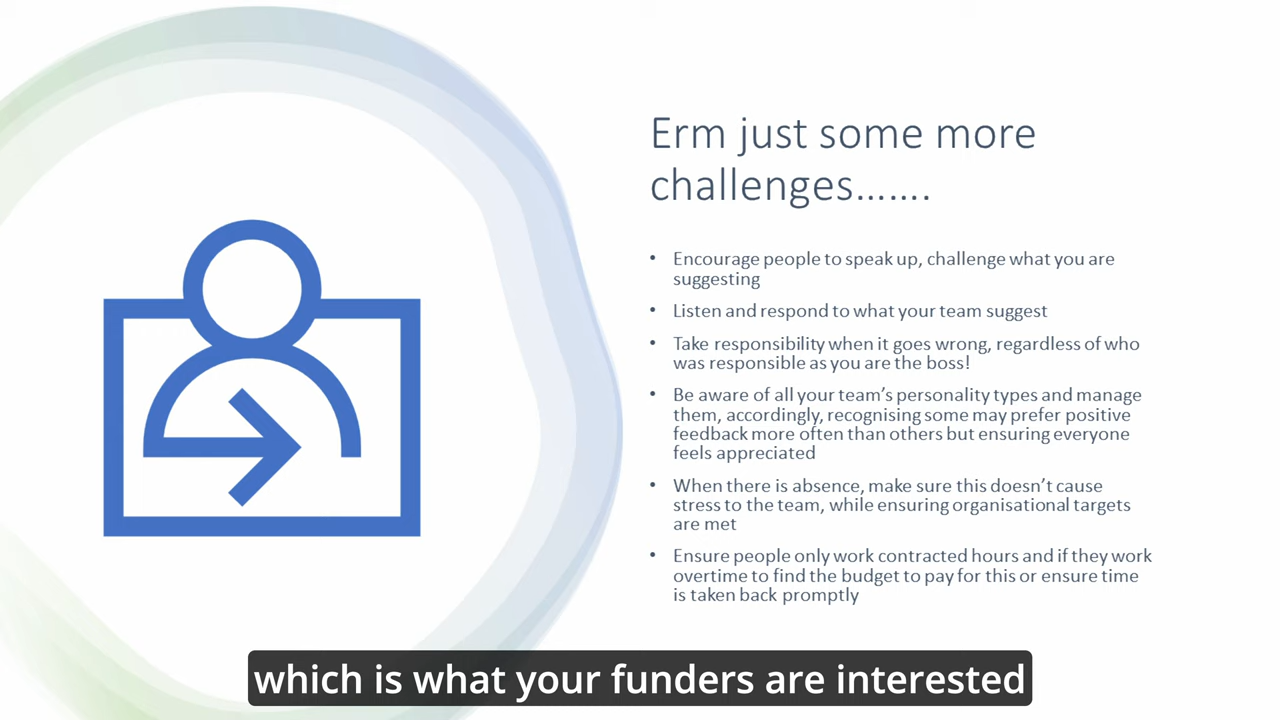 Erm just some more
challenges…….
• Encourage people to speak up, challenge what you are
suggesting
• Listen and respond to what your team suggest
• Take responsibility when it goes wrong, regardless of who
was responsible as you are the boss!
• Be aware of all your team’s personality types and manage
them, accordingly, recognising some may prefer positive
feedback more often than others but ensuring everyone
feels appreciated
• When there is absence, make sure this doesn’t cause
stress to the team, while ensuring organisational targets
are met
• Ensure people only work contracted hours and if they work
overtime to find the budget to pay for this or ensure time
is taken back promptly
which is what your funders are interested